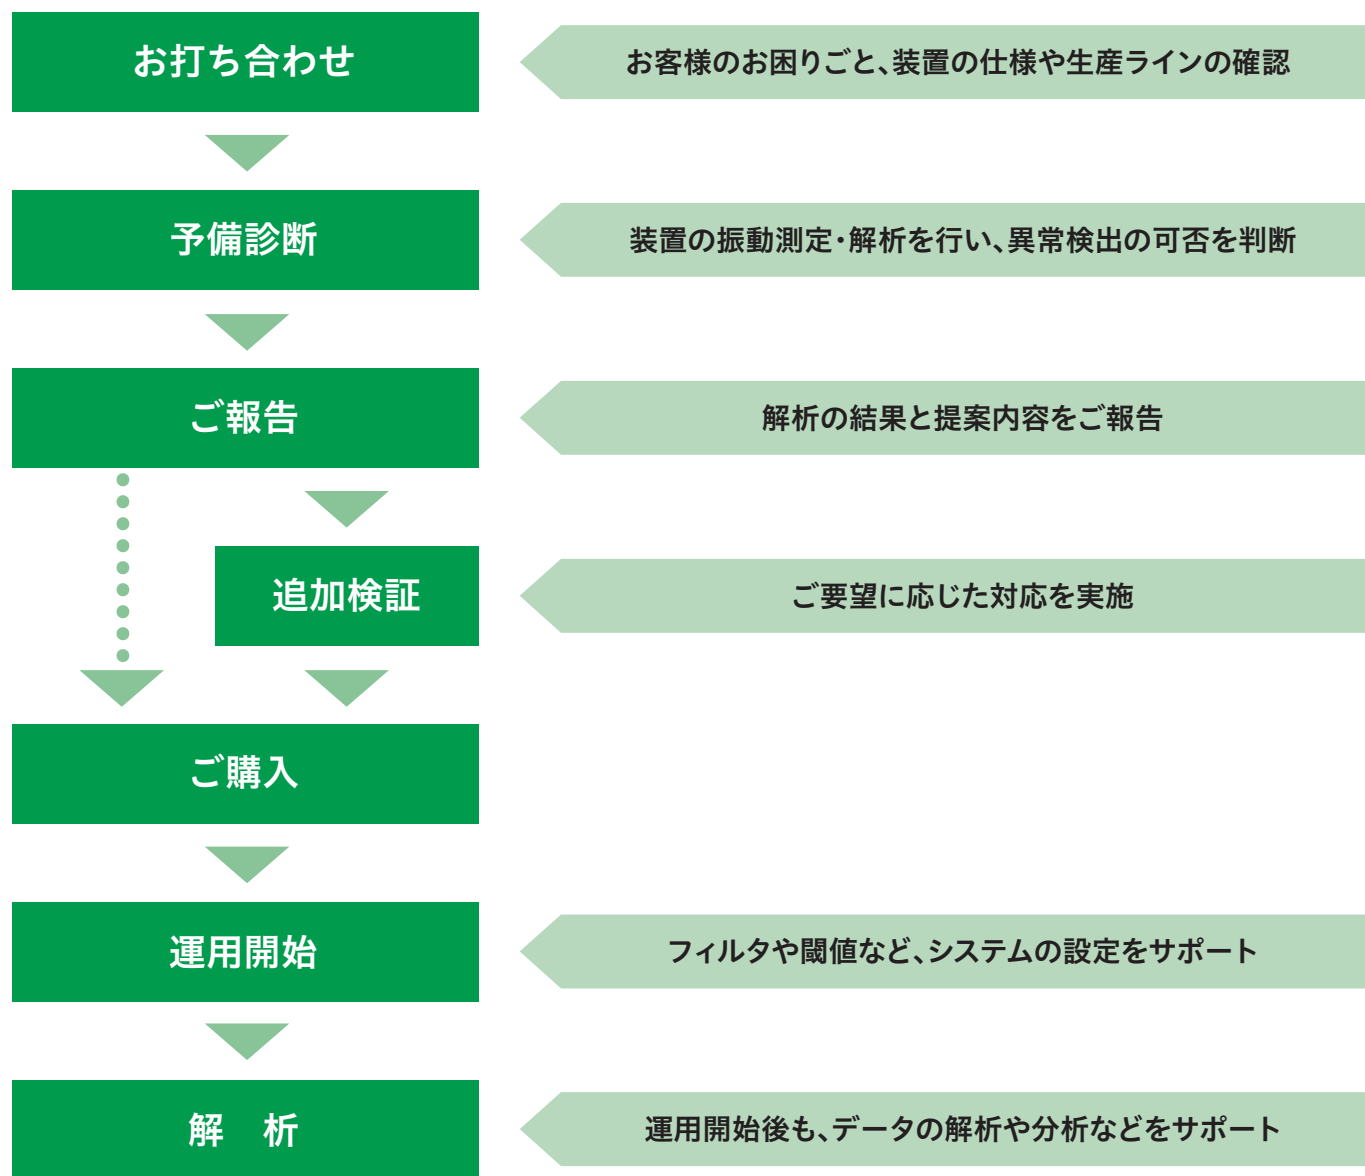 お打ち合わせ
お客様のお困りごと、装置の仕様や生産ラインの確認
予備診断
装置の振動測定・解析を行い、異常検出の可否を判断
ご報告
解析の結果と提案内容をご報告
追加検証
ご要望に応じた対応を実施
ご購入
運用開始
フィルタや閾値など、システムの設定をサポート
解　析
運用開始後も、データの解析や分析などをサポート